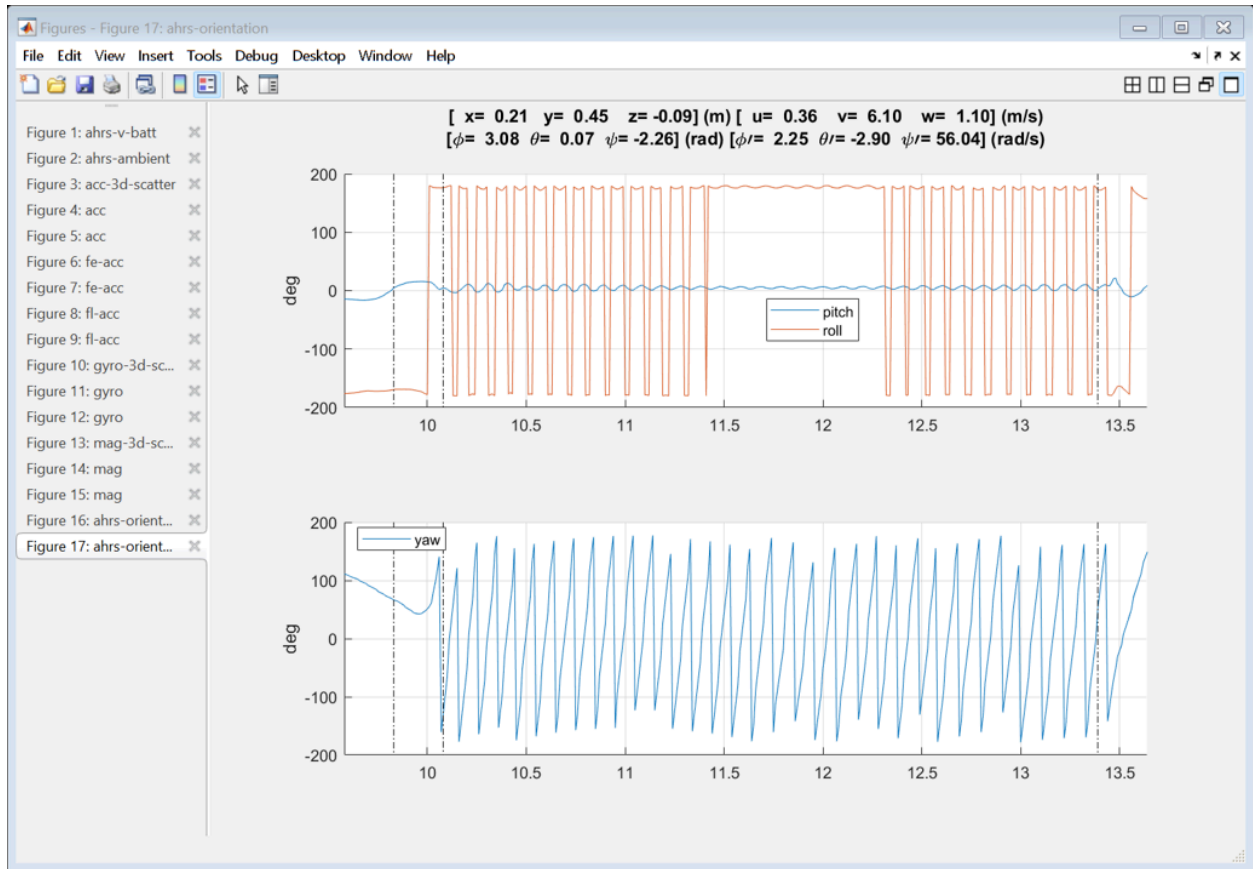 Figures - Figure 17: ahrs-orientation
File Edit View Insert Tools Debug Desktop Window Help
Figure 1: ahrs-v-batt
Figure 2: ahrs-ambient
Figure 3: acc-3d-scatter
Figure 4: acc
Figure 5: acc
Figure 6: fe-acc
Figure 7: fe-acc
Figure 8: fl-acc
Figure 9: fl-acc
Figure 10: gyro-3d-sc...
Figure 11: gyro
Figure 12: gyro
Figure 13: mag-3d-sc...
Figure 14: mag
Figure 15: mag
Figure 16: ahrs-orient...
Figure 17: ahrs-orient...
[ x= 0.21 y= 0.45 z= -0.09] (m) [ u= 0.36 v= 6.10 w= 1.10] (m/s)
[ϕ= 3.08 θ= 0.07 ψ= -2.26] (rad) [ϕ′= 2.25 θ′= -2.90 ψ′= 56.04] (rad/s)
200
100
0
-100
-200
deg
pitch
roll
10 10.5 11 11.5 12 12.5 13 13.5
200
100
0
-100
-200
deg
yaw
10 10.5 11 11.5 12 12.5 13 13.5